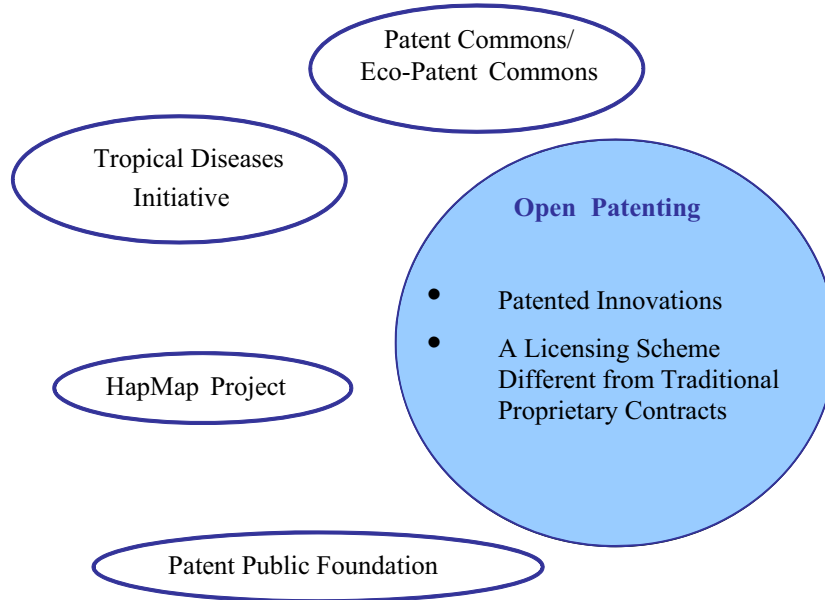 Patent Commons/
Eco-Patent Commons
Tropical Diseases
Initiative
Open Patenting
• Patented Innovations
• A Licensing Scheme
Different from Traditional
Proprietary Contracts
HapMap Project
Patent Public Foundation